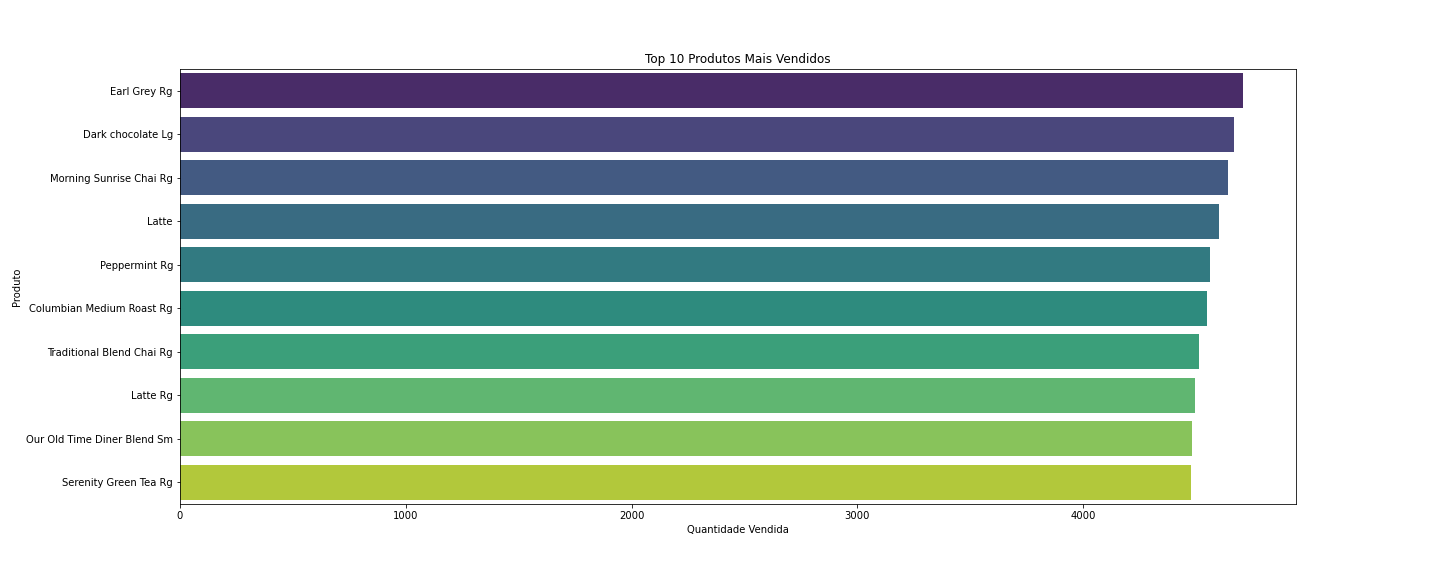 Top 10 Produtos Mais Vendidos
Produto
Earl Grey Rg
Dark chocolate Lg
Morning Sunrise Chai Rg
Latte
Peppermint Rg
Columbian Medium Roast Rg
Traditional Blend Chai Rg
Latte Rg
Our Old Time Diner Blend Sm
Serenity Green Tea Rg
0 1000 2000 3000 4000
Quantidade Vendida